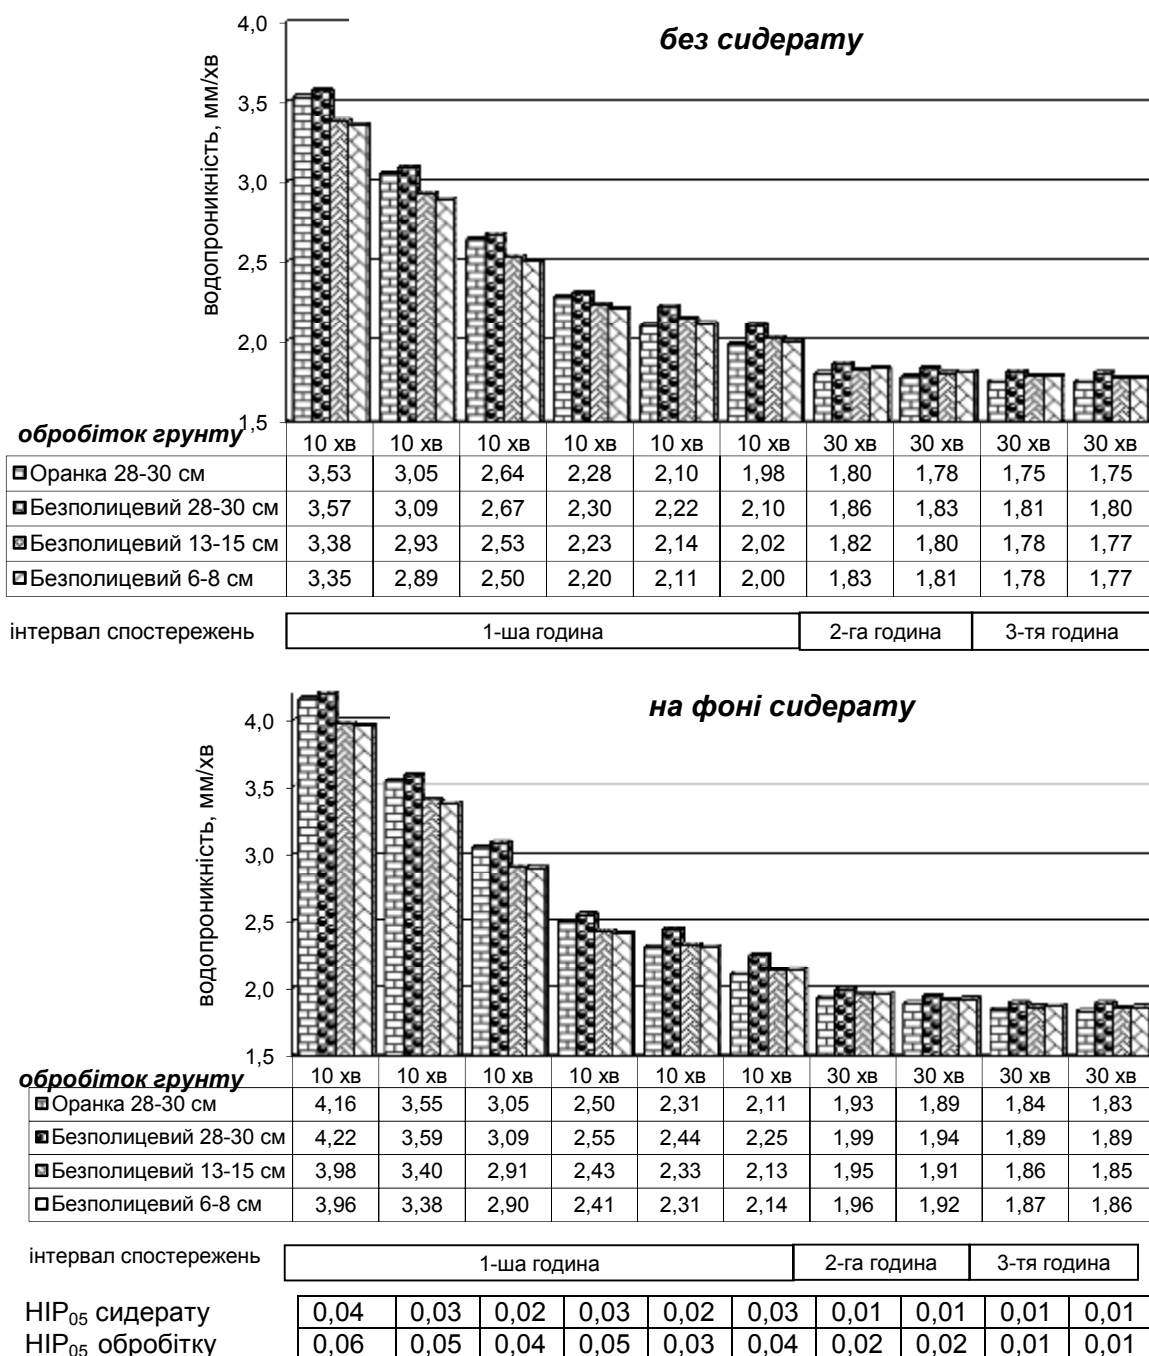 без сидерату
водопроникність, мм/хв
4,0
3,5
3,0
2,5
2,0
1,5
обробіток грунту 10 хв 10 хв 10 хв 10 хв 10 хв 10 хв 30 хв 30 хв 30 хв 30 хв
Оранка 28-30 см 3,53 3,05 2,64 2,28 2,10 1,98 1,80 1,78 1,75 1,75
Безполицевий 28-30 см 3,57 3,09 2,67 2,30 2,22 2,10 1,86 1,83 1,81 1,80
Безполицевий 13-15 см 3,38 2,93 2,53 2,23 2,14 2,02 1,82 1,80 1,78 1,77
Безполицевий 6-8 см 3,35 2,89 2,50 2,20 2,11 2,00 1,83 1,81 1,78 1,77
інтервал спостережень 1-ша година 2-га година 3-тя година
на фоні сидерату
водопроникність, мм/хв
4,0
3,5
3,0
2,5
2,0
1,5
обробіток грунту 10 хв 10 хв 10 хв 10 хв 10 хв 10 хв 30 хв 30 хв 30 хв 30 хв
Оранка 28-30 см 4,16 3,55 3,05 2,50 2,31 2,11 1,93 1,89 1,84 1,83
Безполицевий 28-30 см 4,22 3,59 3,09 2,55 2,44 2,25 1,99 1,94 1,89 1,89
Безполицевий 13-15 см 3,98 3,40 2,91 2,43 2,33 2,13 1,95 1,91 1,86 1,85
Безполицевий 6-8 см 3,96 3,38 2,90 2,41 2,31 2,14 1,96 1,92 1,87 1,86
інтервал спостережень 1-ша година 2-га година 3-тя година
НІР₀₅ сидерату 0,04 0,03 0,02 0,03 0,02 0,03 0,01 0,01 0,01 0,01
НІР₀₅ обробітку 0,06 0,05 0,04 0,05 0,03 0,04 0,02 0,02 0,01 0,01